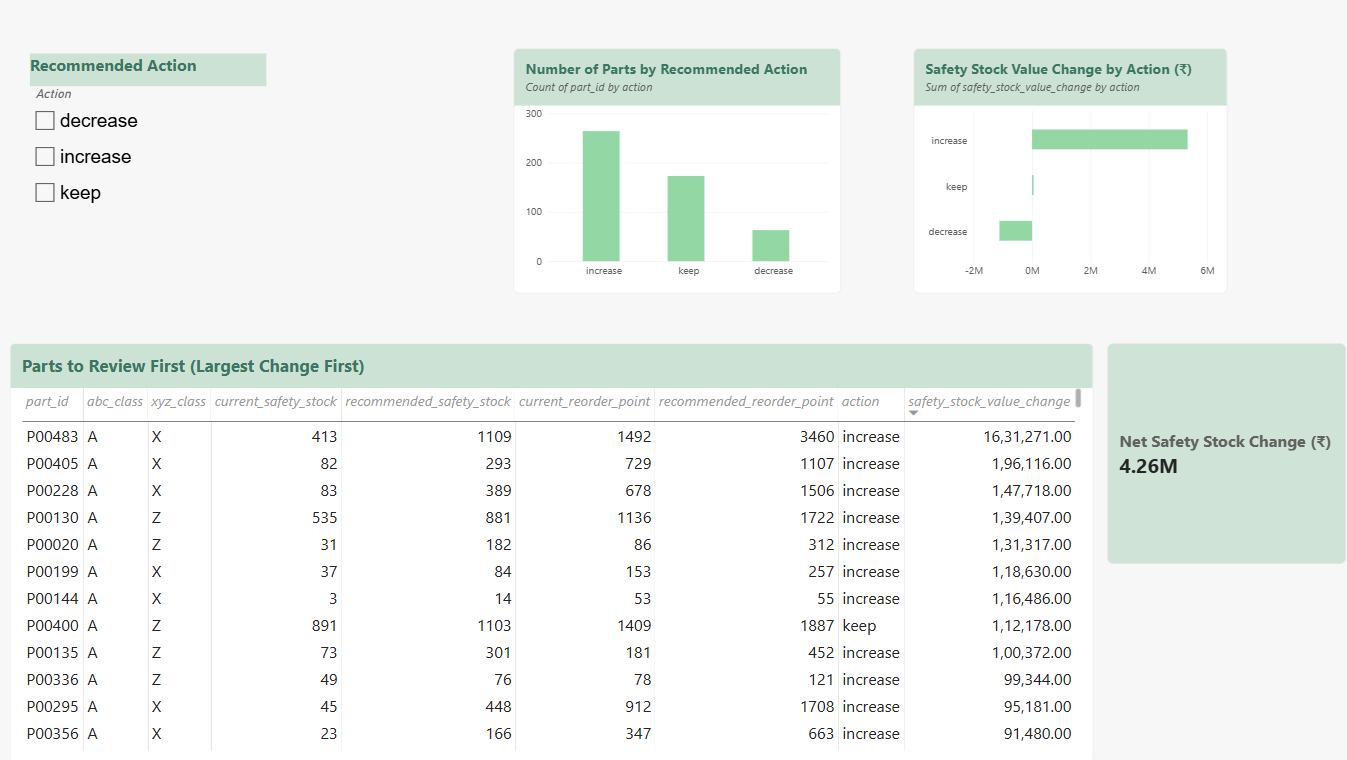 Recommended Action
Action
decrease
increase
keep
Number of Parts by Recommended Action
Count of part_id by action
300
200
100
0
increase keep decrease
Safety Stock Value Change by Action (₹)
Sum of safety_stock_value_change by action
increase
keep
decrease
-2M 0M 2M 4M 6M
Parts to Review First (Largest Change First)
part_id abc_class xyz_class current_safety_stock recommended_safety_stock current_reorder_point recommended_reorder_point action safety_stock_value_change
P00483 A X 413 1109 1492 3460 increase 16,31,271.00
P00405 A X 82 293 729 1107 increase 1,96,116.00
P00228 A X 83 389 678 1506 increase 1,47,718.00
P00130 A Z 535 881 1136 1722 increase 1,39,407.00
P00020 A Z 31 182 86 312 increase 1,31,317.00
P00199 A X 37 84 153 257 increase 1,18,630.00
P00144 A X 3 14 53 55 increase 1,16,486.00
P00400 A Z 891 1103 1409 1887 keep 1,12,178.00
P00135 A Z 73 301 181 452 increase 1,00,372.00
P00336 A Z 49 76 78 121 increase 99,344.00
P00295 A X 45 448 912 1708 increase 95,181.00
P00356 A X 23 166 347 663 increase 91,480.00
Net Safety Stock Change (₹)
4.26M